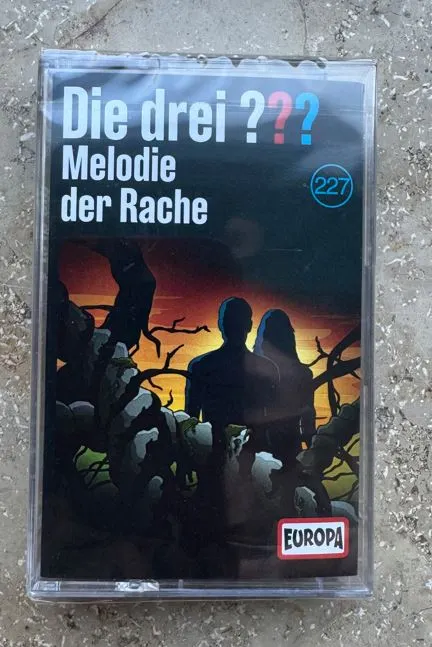 Die drei ???
Melodie
der Rache
227
EUROPA